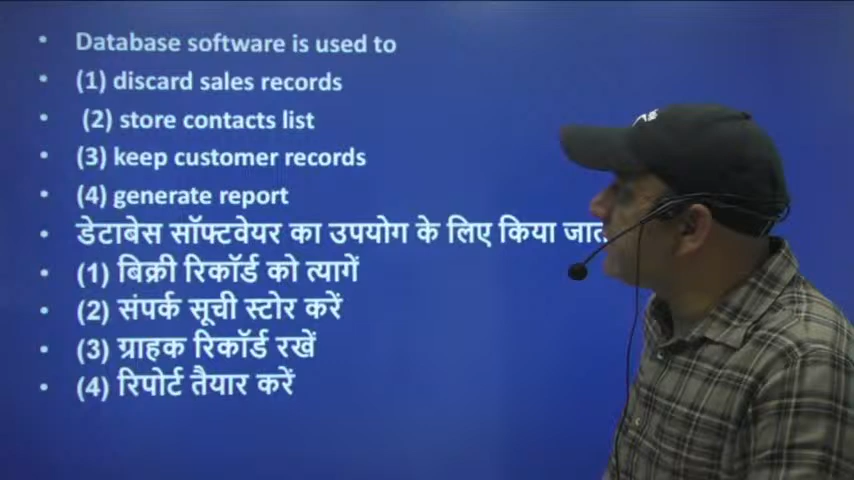 Database software is used to
(1) discard sales records
(2) store contacts list
(3) keep customer records
(4) generate report
डेटाबेस सॉफ्टवेयर का उपयोग के लिए किया
(1) बिक्री रिकॉर्ड को त्यागें
(2) संपर्क सूची स्टोर करें
(3) ग्राहक रिकॉर्ड रखें
(4) रिपोर्ट तैयार करें